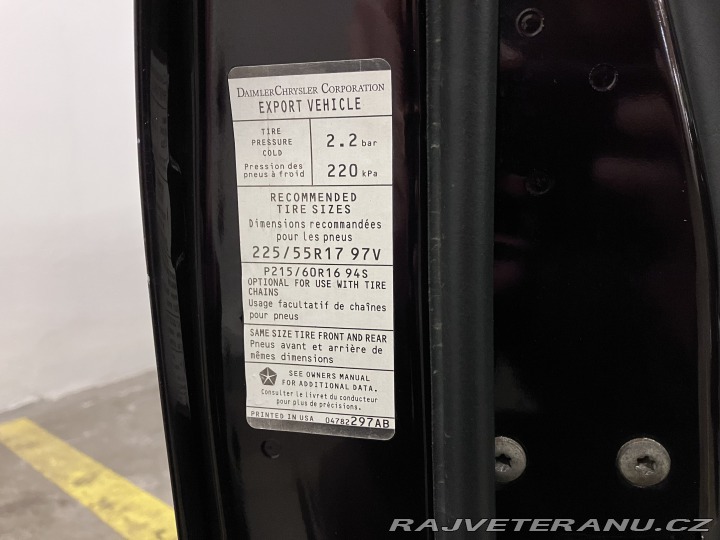 DAIMLERCHRYSLER CORPORATION
EXPORT VEHICLE
TIRE
PRESSURE
COLD
2.2 bar
Pression des
pneus à froid
220 kPa
RECOMMENDED
TIRE SIZES
Dimensions recommandées
pour les pneus
225/55R17 97V
P215/60R16 94S
OPTIONAL FOR USE WITH TIRE
CHAINS
Usage facultatif de chaînes
pour pneus
SAME SIZE TIRE FRONT AND REAR
Pneus avant et arrière de
mêmes dimensions
SEE OWNERS MANUAL
FOR ADDITIONAL DATA.
Consulter le livret du conducteur
pour plus de précisions.
PRINTED IN USA 04782297AB
RAJVETERANU.CZ